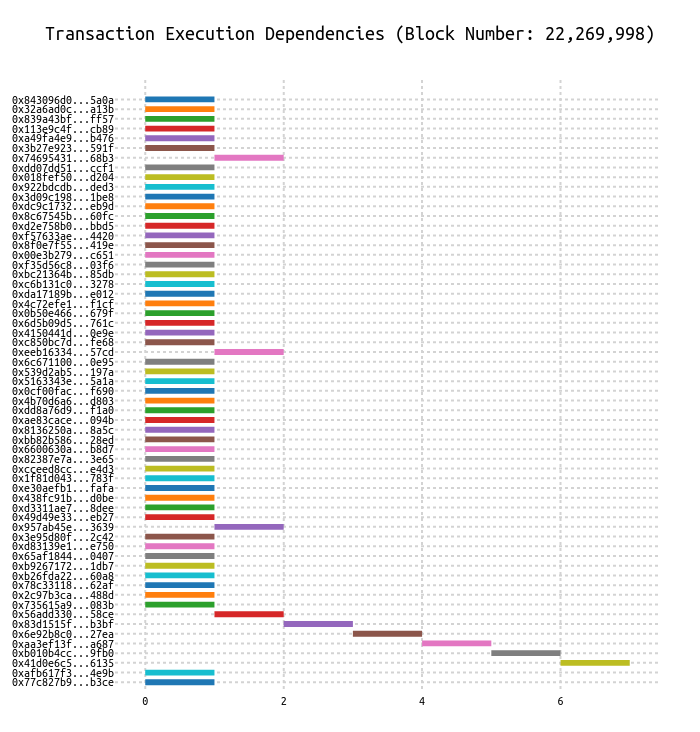 Transaction Execution Dependencies (Block Number: 22,269,998)
0x843096d0...5a0a
0x32a6ad0c...a13b
0x839a43bf...ff57
0x113e9c4f...cb89
0xa49fa4e9...b476
0x3b27e923...591f
0x74695431...68b3
0xdd07dd51...ccf1
0x018fef50...d204
0x922bdcdb...ded3
0x3d09c198...1be8
0xdc9c1732...eb9d
0x8c67545b...60fc
0xd2e758b0...bbd5
0xf57633ae...4420
0x8f0e7f55...419e
0x00e3b279...c651
0xf35d56c8...03f6
0xbc21364b...85db
0xc6b131c0...3278
0xda17189b...e012
0x4c72efe1...f1cf
0x0b50e466...679f
0x6d5b09d5...761c
0x4150441d...0e9e
0xc850bc7d...fe68
0xeeb16334...57cd
0x6c671100...0e95
0x539d2ab5...197a
0x5163343e...5a1a
0x0cf00fac...f690
0x4b70d6a6...d803
0xdd8a76d9...f1a0
0xae83cace...094b
0x8136250a...8a5c
0xbb82b586...28ed
0x6600630a...b8d7
0x82387e7a...3e65
0xcceed8cc...e4d3
0x1f81d043...783f
0xe30aefb1...fafa
0x438fc91b...d0be
0xd3311ae7...8dee
0x49d49e33...eb27
0x957ab45e...3639
0x3e95d80f...2c42
0xd83139e1...e750
0x65af1844...0407
0xb9267172...1db7
0xb26fda22...60a8
0x78c33118...62af
0x2c97b3ca...488d
0x735615a9...083b
0x56add330...58ce
0x83d1515f...b3bf
0x6e92b8c0...27ea
0xaa3ef13f...a687
0xb010b4cc...9fb0
0x41d0e6c5...6135
0xafb617f3...4e9b
0x77c827b9...b3ce
0 2 4 6